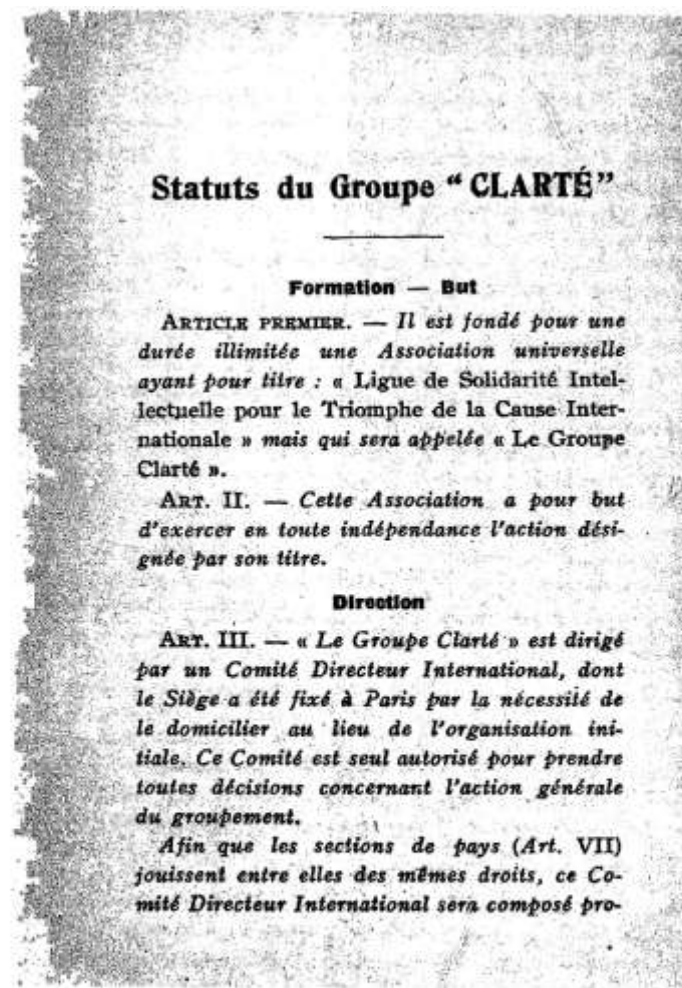 Statuts du Groupe “CLARTÉ”
Formation — But
ARTICLE PREMIER. — Il est fondé pour une
durée illimitée une Association universelle
ayant pour titre : « Ligue de Solidarité Intel-
lectuelle pour le Triomphe de la Cause Inter-
nationale » mais qui sera appelée « Le Groupe
Clarté ».
ART. II. — Cette Association a pour but
d'exercer en toute indépendance l'action dési-
gnée par son titre.
Direction
ART. III. — « Le Groupe Clarté » est dirigé
par un Comité Directeur International, dont
le Siège a été fixé à Paris par la nécessité de
le domicilier au lieu de l'organisation ini-
tiale. Ce Comité est seul autorisé pour prendre
toutes décisions concernant l'action générale
du groupement.
Afin que les sections de pays (Art. VII)
jouissent entre elles des mêmes droits, ce Co-
mité Directeur International sera composé pro-